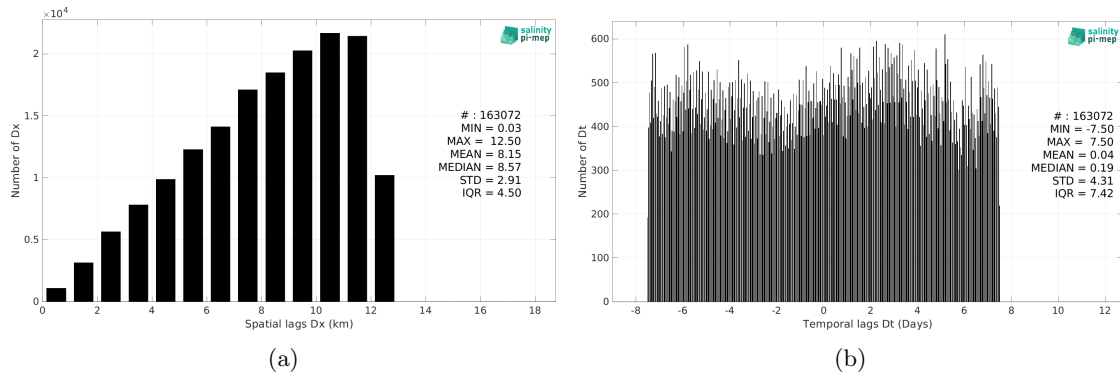 ×10⁴
salinity
pi-mep
2
1.5
1
0.5
0
Number of Dx
# : 163072
MIN = 0.03
MAX = 12.50
MEAN = 8.15
MEDIAN = 8.57
STD = 2.91
IQR = 4.50
0 2 4 6 8 10 12 14 16 18
Spatial lags Dx (km)
(a)
salinity
pi-mep
600
500
400
300
200
100
0
Number of Dt
# : 163072
MIN = -7.50
MAX = 7.50
MEAN = 0.04
MEDIAN = 0.19
STD = 4.31
IQR = 7.42
-8 -6 -4 -2 0 2 4 6 8 10 12
Temporal lags Dt (Days)
(b)